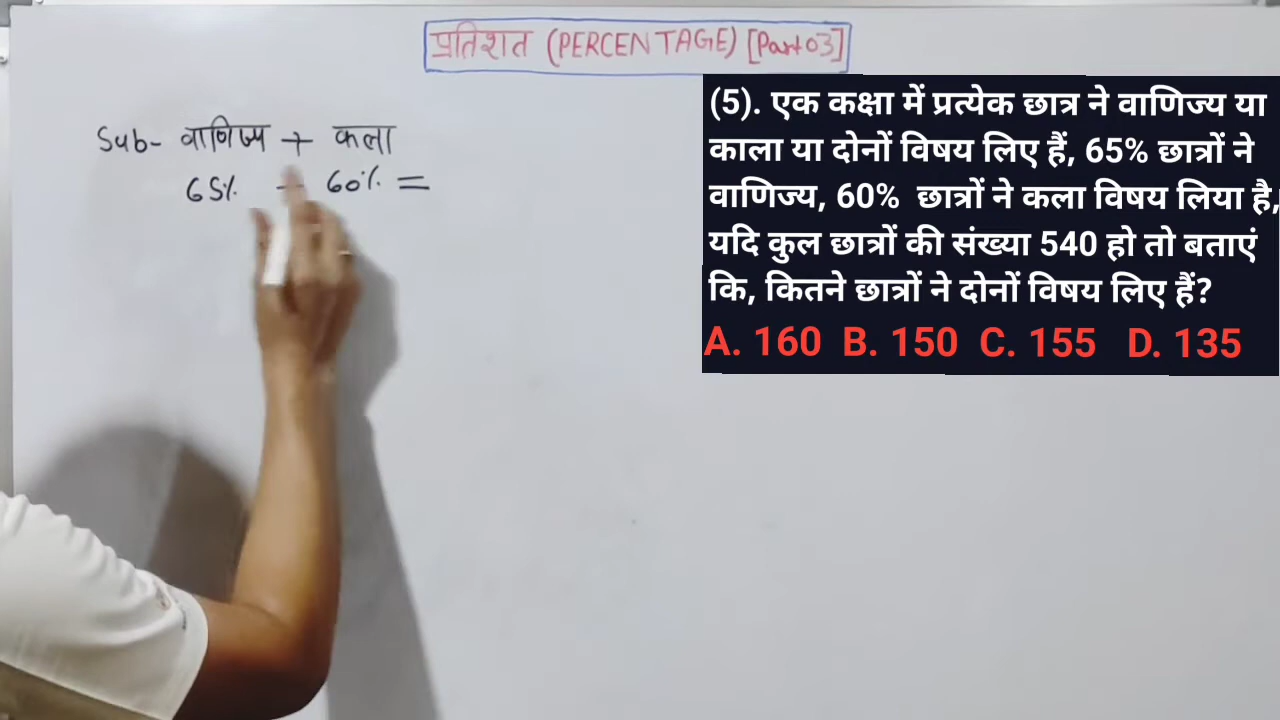 प्रतिशत (PERCENTAGE) [Part 03]
Sub- वाणिज्य + कला
65% + 60% =
(5). एक कक्षा में प्रत्येक छात्र ने वाणिज्य या
काला या दोनों विषय लिए हैं, 65% छात्रों ने
वाणिज्य, 60% छात्रों ने कला विषय लिया है,
यदि कुल छात्रों की संख्या 540 हो तो बताएं
कि, कितने छात्रों ने दोनों विषय लिए हैं?
A. 160 B. 150 C. 155 D. 135